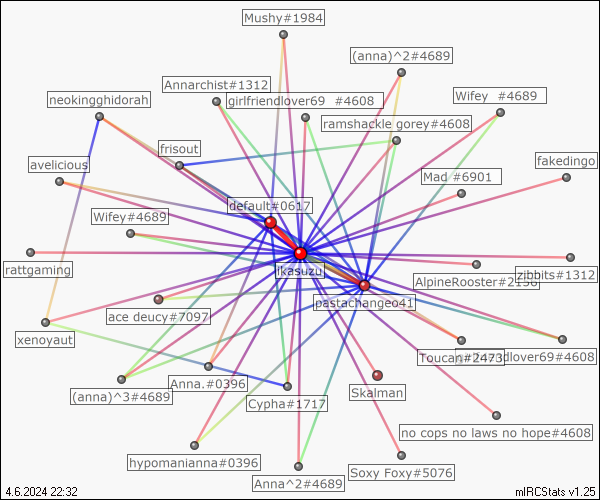 Mushy#1984
(anna)^2#4689
Annarchist#1312
neokingghidorah
girlfriendlover69 #4608
Wifey #4689
ramshackle gorey#4608
frisout
avelicious
fakedingo
Mad #6901
default#0617
Wifey#4689
rattgaming
ikasuzu
zibbits#1312
AlpineRooster#2158
pastachangeo41
ace deucy#7097
xenoyaut
Toucan#2473
dlover69#4608
Anna.#0396
(anna)^3#4689
Cypha#1717
Skalman
no cops no laws no hope#4608
hypomanianna#0396
Soxy Foxy#5076
Anna^2#4689
4.6.2024 22:32
mIRCStats v1.25